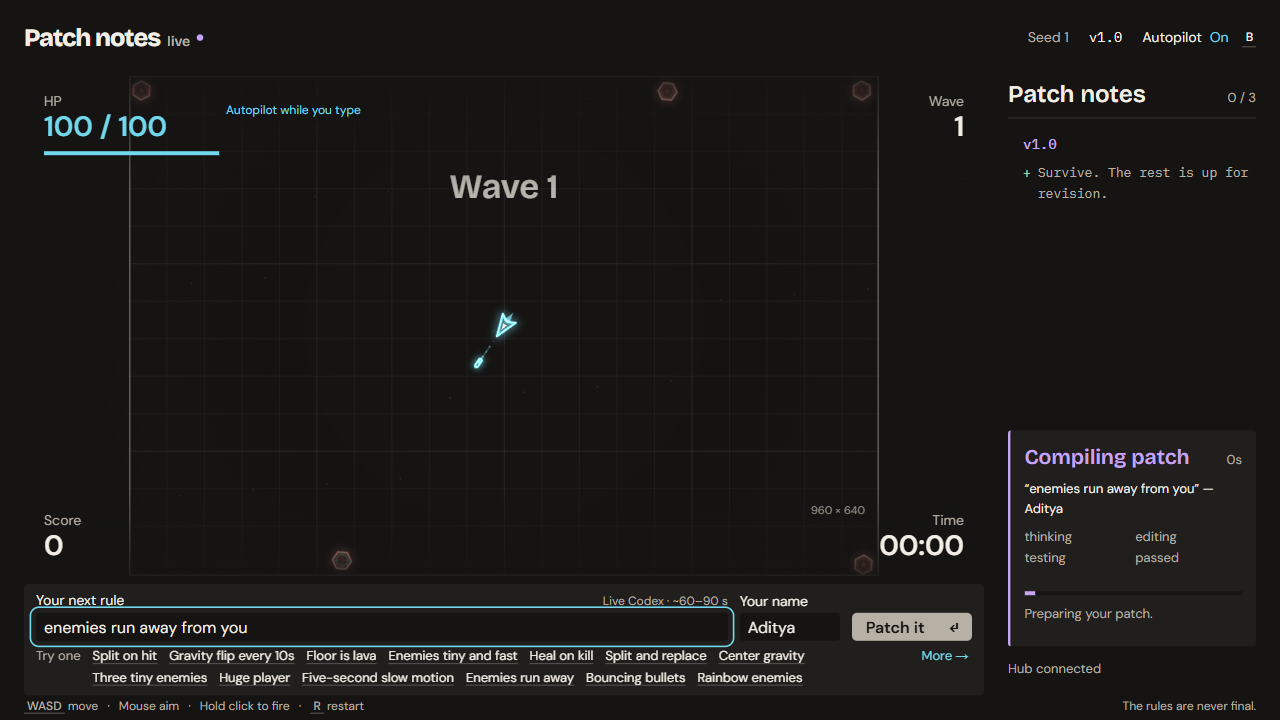 Patch notes live
Seed 1 v1.0 Autopilot On B
HP
100 / 100
Autopilot while you type
Wave
1
Wave 1
960 × 640
Score
0
Time
00:00
Patch notes 0 / 3
v1.0
+ Survive. The rest is up for
revision.
Compiling patch 0s
“enemies run away from you” —
Aditya
thinking editing
testing passed
Preparing your patch.
Hub connected
Your next rule Live Codex · ~60–90 s Your name
enemies run away from you Aditya Patch it ↵
Try one Split on hit Gravity flip every 10s Floor is lava Enemies tiny and fast Heal on kill Split and replace Center gravity More →
Three tiny enemies Huge player Five-second slow motion Enemies run away Bouncing bullets Rainbow enemies
WASD move · Mouse aim · Hold click to fire · R restart
The rules are never final.